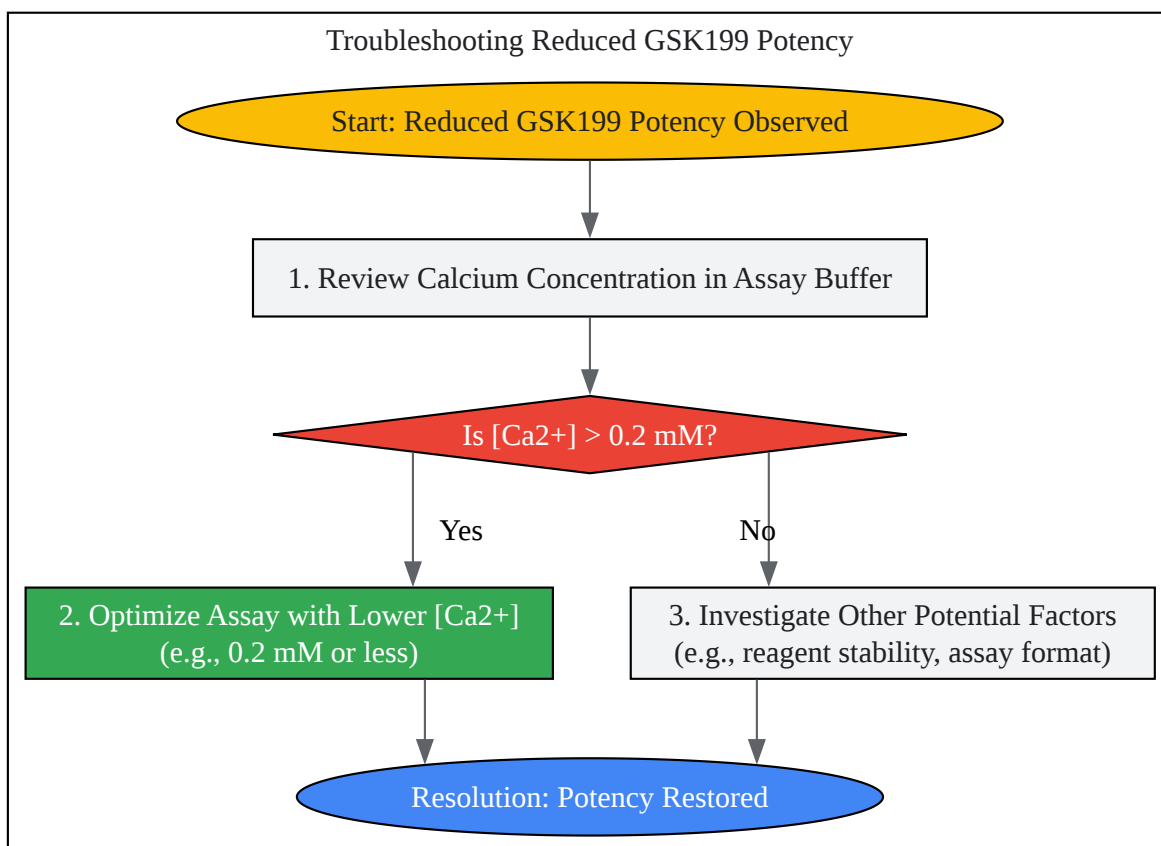 Troubleshooting Reduced GSK199 Potency
Start: Reduced GSK199 Potency Observed
1. Review Calcium Concentration in Assay Buffer
Is [Ca2+] > 0.2 mM?
Yes
No
2. Optimize Assay with Lower [Ca2+]
(e.g., 0.2 mM or less)
3. Investigate Other Potential Factors
(e.g., reagent stability, assay format)
Resolution: Potency Restored